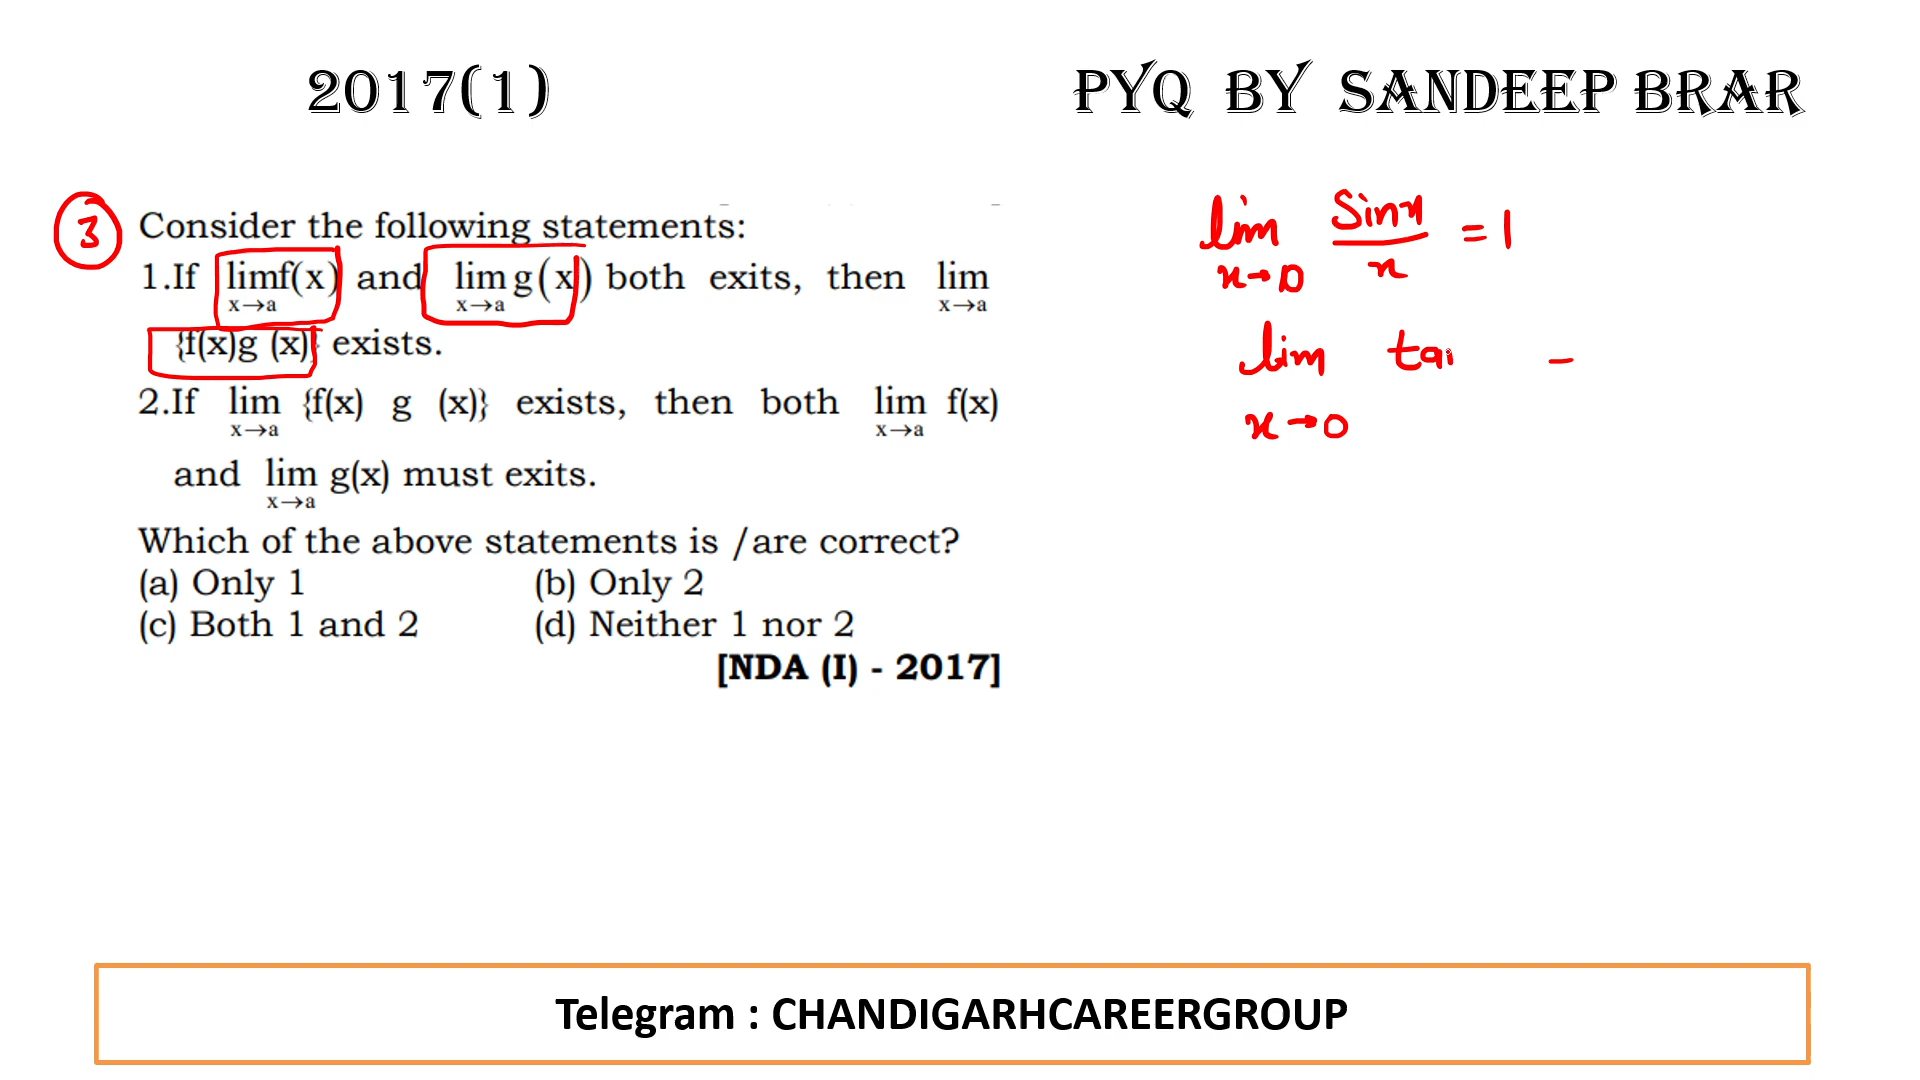 2017(1)
PYQ BY SANDEEP BRAR
3
Consider the following statements:
1.If lim f(x) and lim g(x) both exits, then lim
x→a x→a x→a
{f(x)g (x)} exists.
2.If lim {f(x) g (x)} exists, then both lim f(x)
x→a x→a
and lim g(x) must exits.
x→a
Which of the above statements is /are correct?
(a) Only 1 (b) Only 2
(c) Both 1 and 2 (d) Neither 1 nor 2
[NDA (I) - 2017]
lim sin x / x = 1
x→0
lim ta –
x→0
Telegram : CHANDIGARHCAREERGROUP